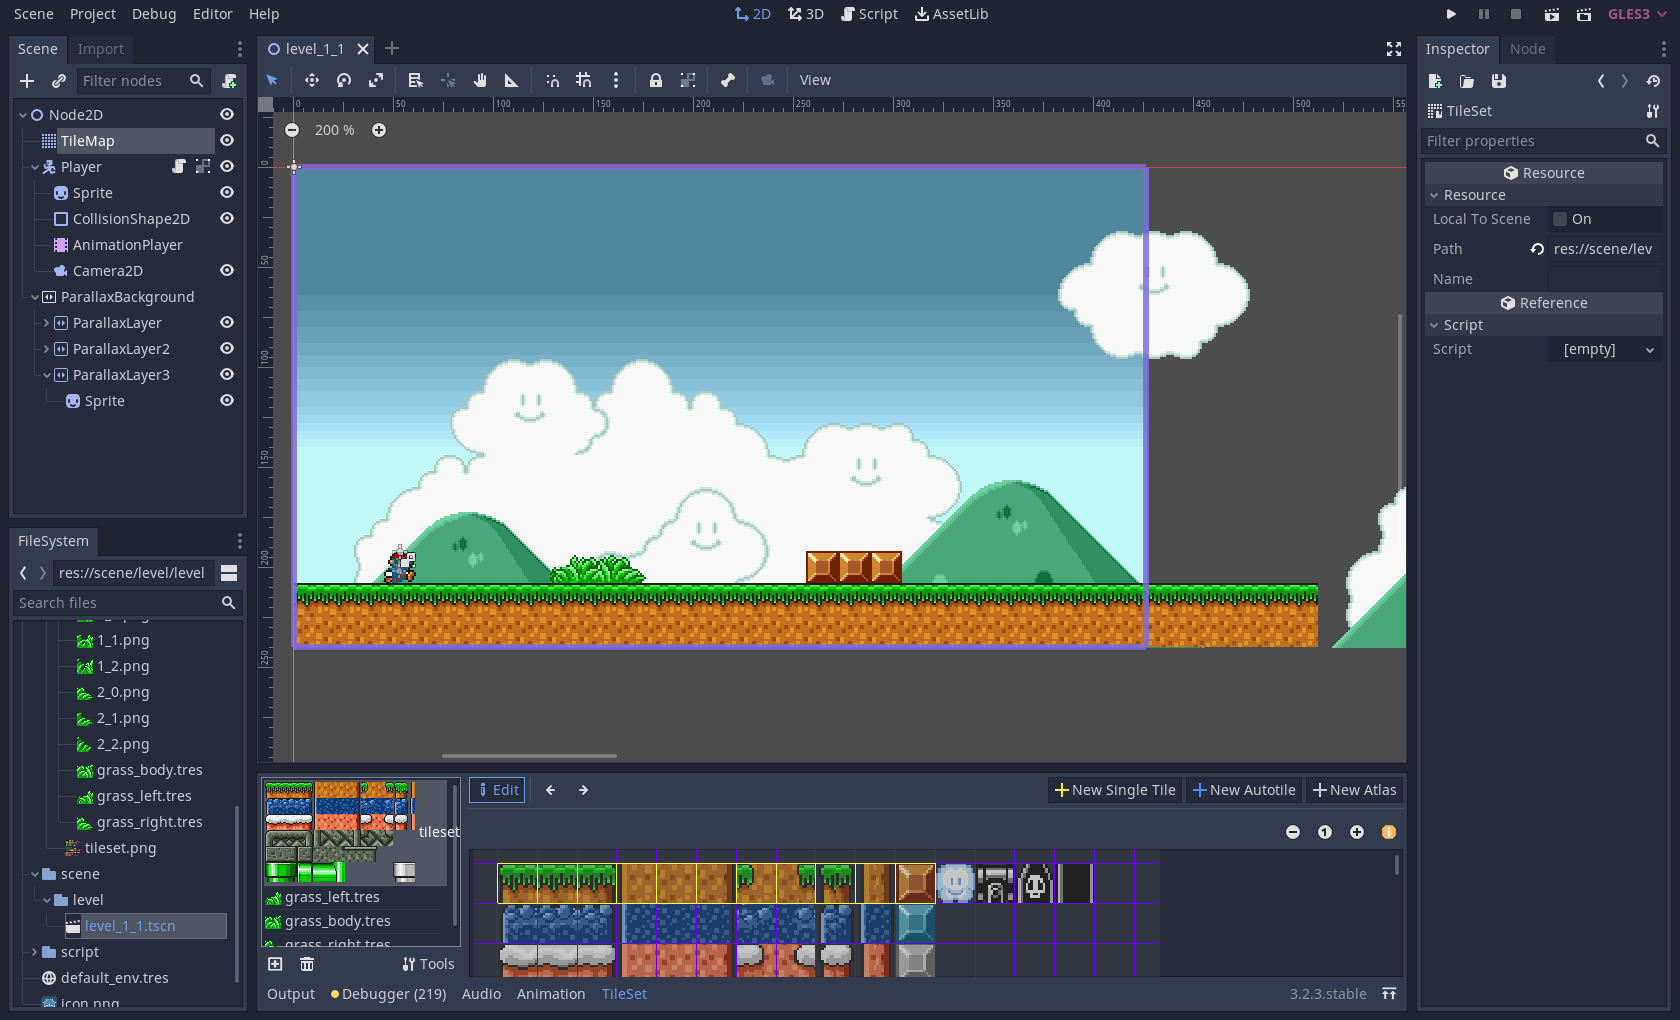 Scene Project Debug Editor Help
2D 3D Script AssetLib
GLES3
Scene Import
Filter nodes
Node2D
TileMap
Player
Sprite
CollisionShape2D
AnimationPlayer
Camera2D
ParallaxBackground
ParallaxLayer
ParallaxLayer2
ParallaxLayer3
Sprite
FileSystem
res://scene/level/level
Search files
1_1.png
1_2.png
2_0.png
2_1.png
2_2.png
grass_body.tres
grass_left.tres
grass_right.tres
tileset.png
scene
level
level_1_1.tscn
script
default_env.tres
icon.png
level_1_1
View
0 50 100 150 200 250 300 350 400 450 500 55
200 %
0
50
100
150
200
250
tileset
grass_left.tres
grass_body.tres
grass_right.tres
Tools
Edit
New Single Tile New Autotile New Atlas
1
Output Debugger (219) Audio Animation TileSet
3.2.3.stable
Inspector Node
TileSet
Filter properties
Resource
Resource
Local To Scene On
Path res://scene/lev
Name
Reference
Script
Script [empty]